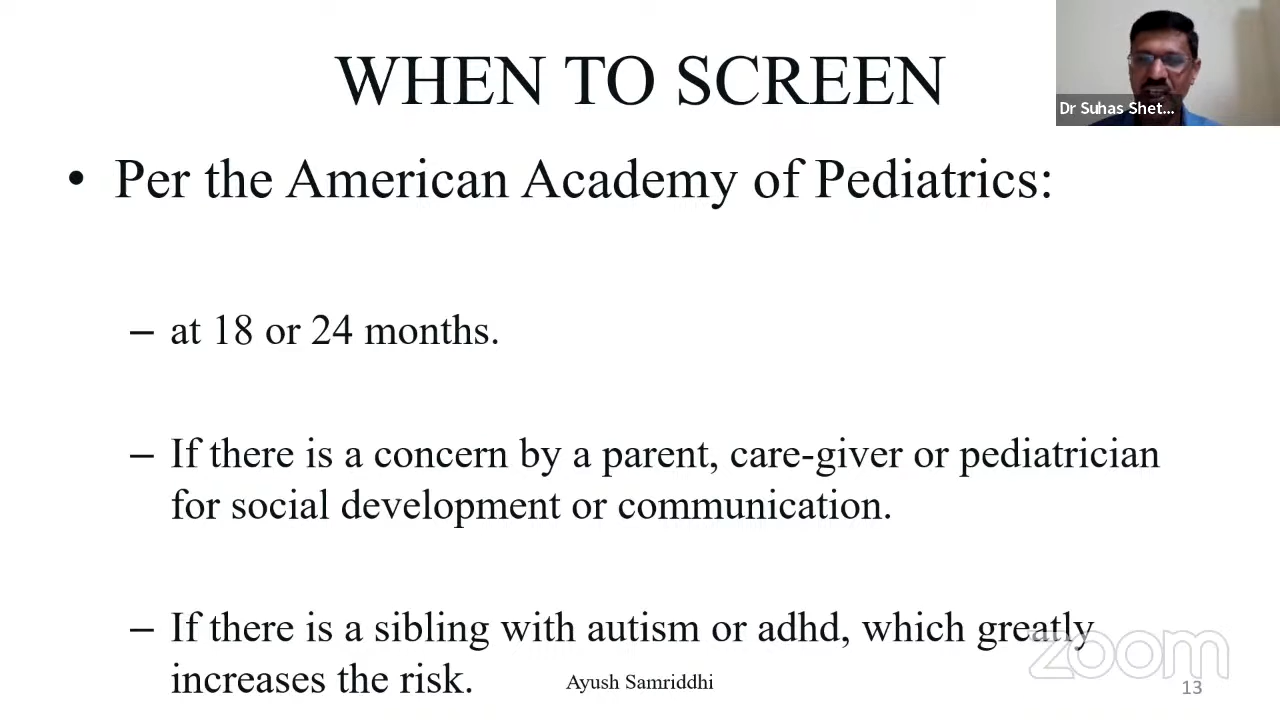 WHEN TO SCREEN
Dr Suhas Shet...
• Per the American Academy of Pediatrics:
– at 18 or 24 months.
– If there is a concern by a parent, care-giver or pediatrician
for social development or communication.
– If there is a sibling with autism or adhd, which greatly
increases the risk.
Ayush Samriddhi
zoom
13